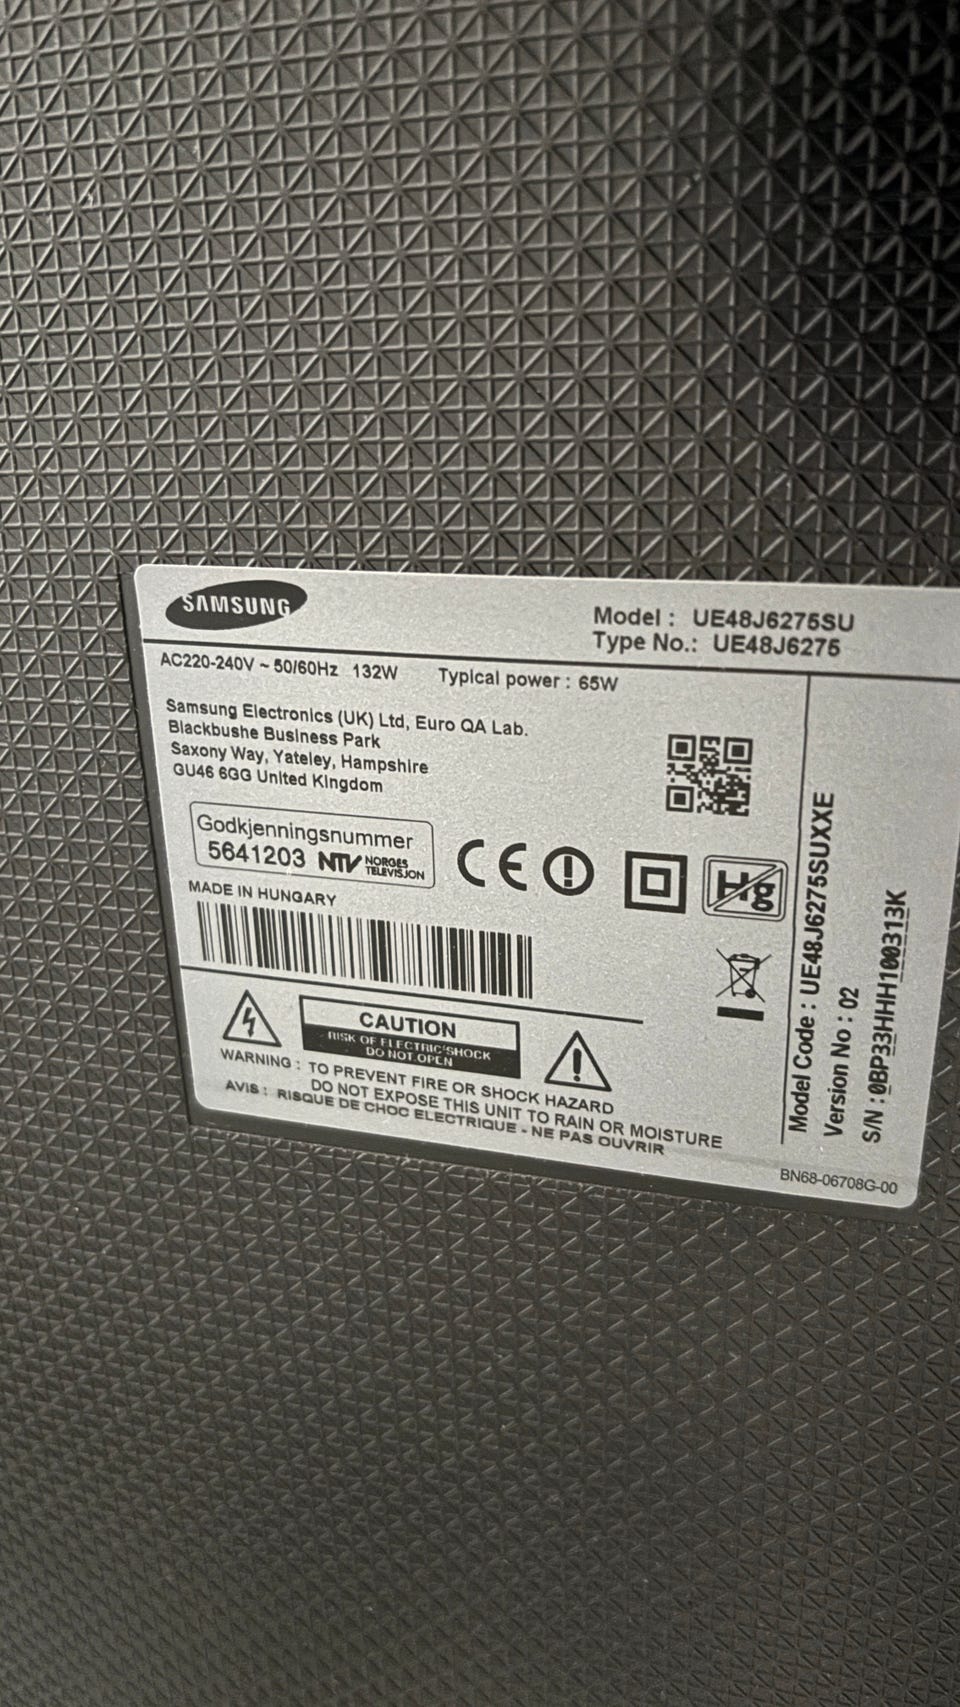 SAMSUNG
Model : UE48J6275SU
Type No.: UE48J6275
AC220-240V ~ 50/60Hz 132W Typical power : 65W
Samsung Electronics (UK) Ltd, Euro QA Lab.
Blackbushe Business Park
Saxony Way, Yateley, Hampshire
GU46 6GG United Kingdom
Godkjenningsnummer
5641203 NTV NORGES TELEVISJON
CE
Hg
MADE IN HUNGARY
CAUTION
RISK OF ELECTRIC SHOCK
DO NOT OPEN
WARNING : TO PREVENT FIRE OR SHOCK HAZARD
DO NOT EXPOSE THIS UNIT TO RAIN OR MOISTURE
AVIS : RISQUE DE CHOC ELECTRIQUE - NE PAS OUVRIR
Model Code : UE48J6275SUXXE
Version No : 02
S/N : 0BP33HHH100313K
BN68-06708G-00